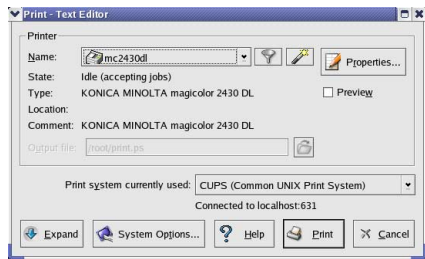 Print - Text Editor
Printer
Name: mc2430dl
Properties...
State: Idle (accepting jobs)
Type: KONICA MINOLTA magicolor 2430 DL
Preview
Location:
Comment: KONICA MINOLTA magicolor 2430 DL
Output file: /root/print.ps
Print system currently used: CUPS (Common UNIX Print System)
Connected to localhost:631
Expand System Options... Help Print Cancel